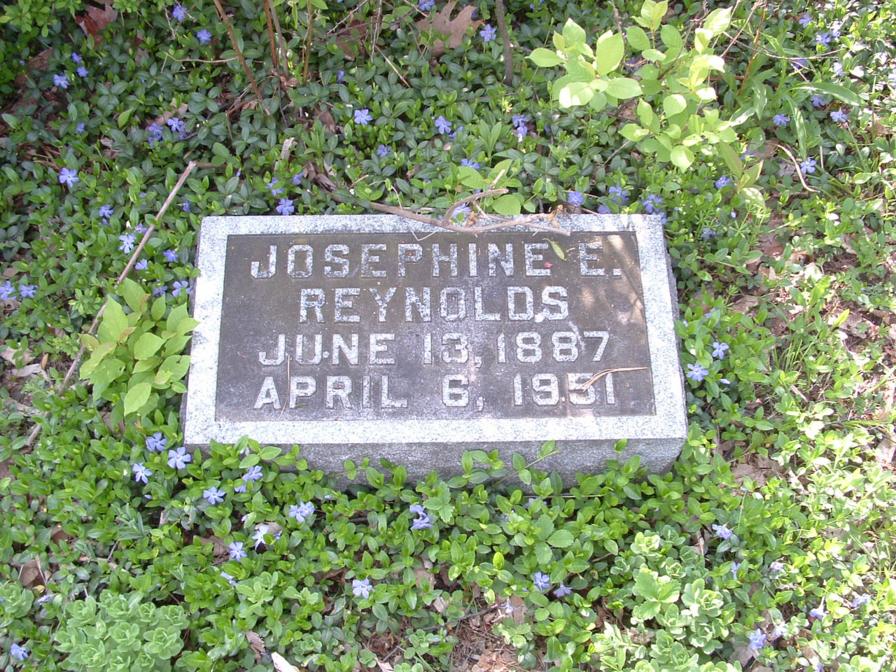 JOSEPHINE E.
REYNOLDS
JUNE 13, 1887
APRIL 6, 1951